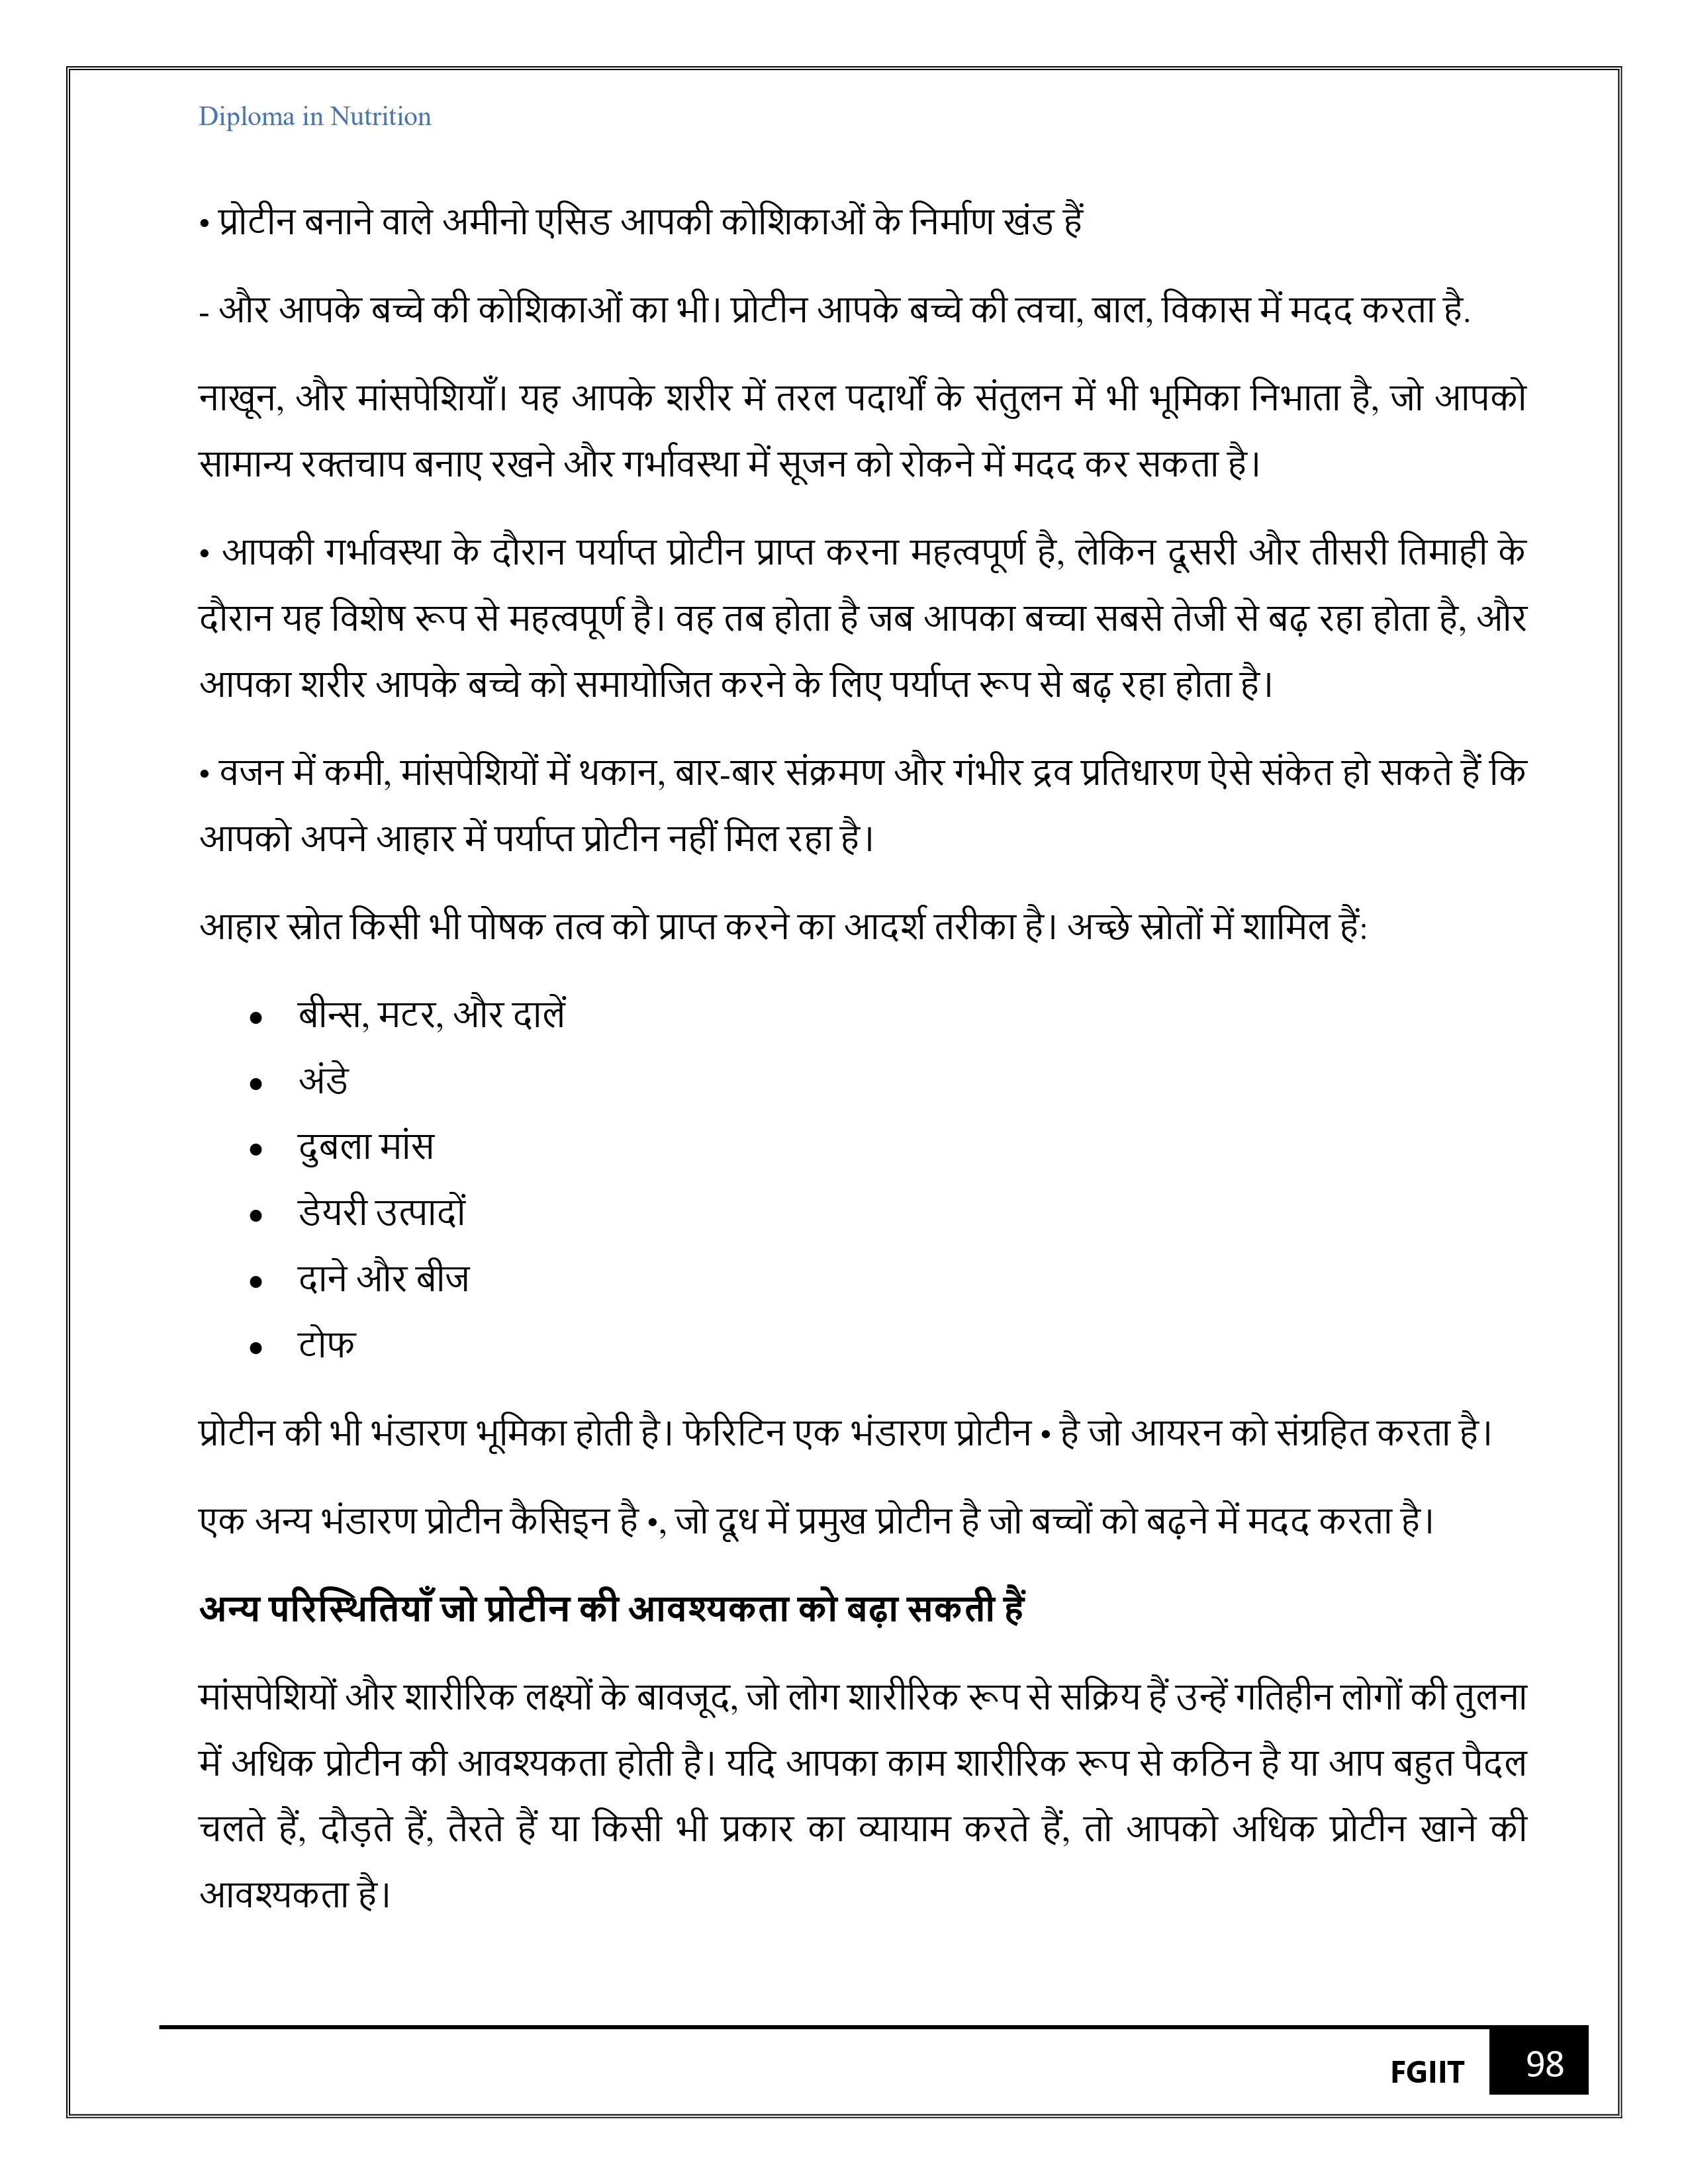 Diploma in Nutrition
• प्रोटीन बनाने वाले अमीनो एसिड आपकी कोशिकाओं के निर्माण खंड हैं
- और आपके बच्चे की कोशिकाओं का भी। प्रोटीन आपके बच्चे की त्वचा, बाल, विकास में मदद करता है.
नाखून, और मांसपेशियाँ। यह आपके शरीर में तरल पदार्थों के संतुलन में भी भूमिका निभाता है, जो आपको
सामान्य रक्तचाप बनाए रखने और गर्भावस्था में सूजन को रोकने में मदद कर सकता है।
• आपकी गर्भावस्था के दौरान पर्याप्त प्रोटीन प्राप्त करना महत्वपूर्ण है, लेकिन दूसरी और तीसरी तिमाही के
दौरान यह विशेष रूप से महत्वपूर्ण है। वह तब होता है जब आपका बच्चा सबसे तेजी से बढ़ रहा होता है, और
आपका शरीर आपके बच्चे को समायोजित करने के लिए पर्याप्त रूप से बढ़ रहा होता है।
• वजन में कमी, मांसपेशियों में थकान, बार-बार संक्रमण और गंभीर द्रव प्रतिधारण ऐसे संकेत हो सकते हैं कि
आपको अपने आहार में पर्याप्त प्रोटीन नहीं मिल रहा है।
आहार स्रोत किसी भी पोषक तत्व को प्राप्त करने का आदर्श तरीका है। अच्छे स्रोतों में शामिल हैं:
• बीन्स, मटर, और दालें
• अंडे
• दुबला मांस
• डेयरी उत्पादों
• दाने और बीज
• टोफ
प्रोटीन की भी भंडारण भूमिका होती है। फेरिटिन एक भंडारण प्रोटीन • है जो आयरन को संग्रहित करता है।
एक अन्य भंडारण प्रोटीन कैसिइन है •, जो दूध में प्रमुख प्रोटीन है जो बच्चों को बढ़ने में मदद करता है।
अन्य परिस्थितियाँ जो प्रोटीन की आवश्यकता को बढ़ा सकती हैं
मांसपेशियों और शारीरिक लक्ष्यों के बावजूद, जो लोग शारीरिक रूप से सक्रिय हैं उन्हें गतिहीन लोगों की तुलना
में अधिक प्रोटीन की आवश्यकता होती है। यदि आपका काम शारीरिक रूप से कठिन है या आप बहुत पैदल
चलते हैं, दौड़ते हैं, तैरते हैं या किसी भी प्रकार का व्यायाम करते हैं, तो आपको अधिक प्रोटीन खाने की
आवश्यकता है।
FGIIT 98